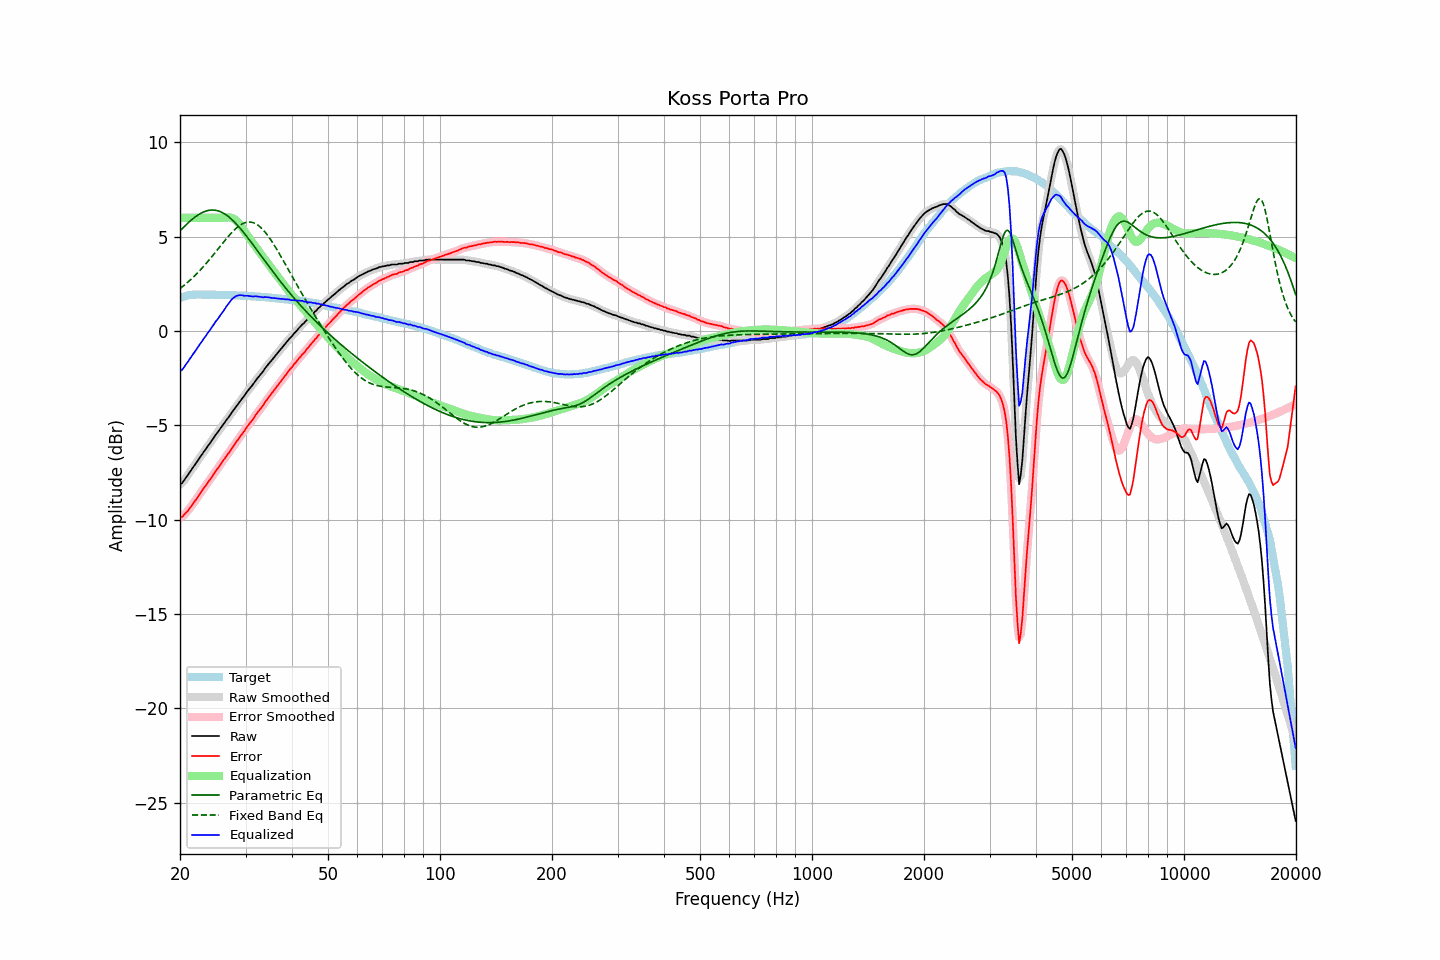 Koss Porta Pro
10
5
0
−5
−10
−15
−20
−25
Amplitude (dBr)
Target
Raw Smoothed
Error Smoothed
Raw
Error
Equalization
Parametric Eq
Fixed Band Eq
Equalized
20 50 100 200 500 1000 2000 5000 10000 20000
Frequency (Hz)